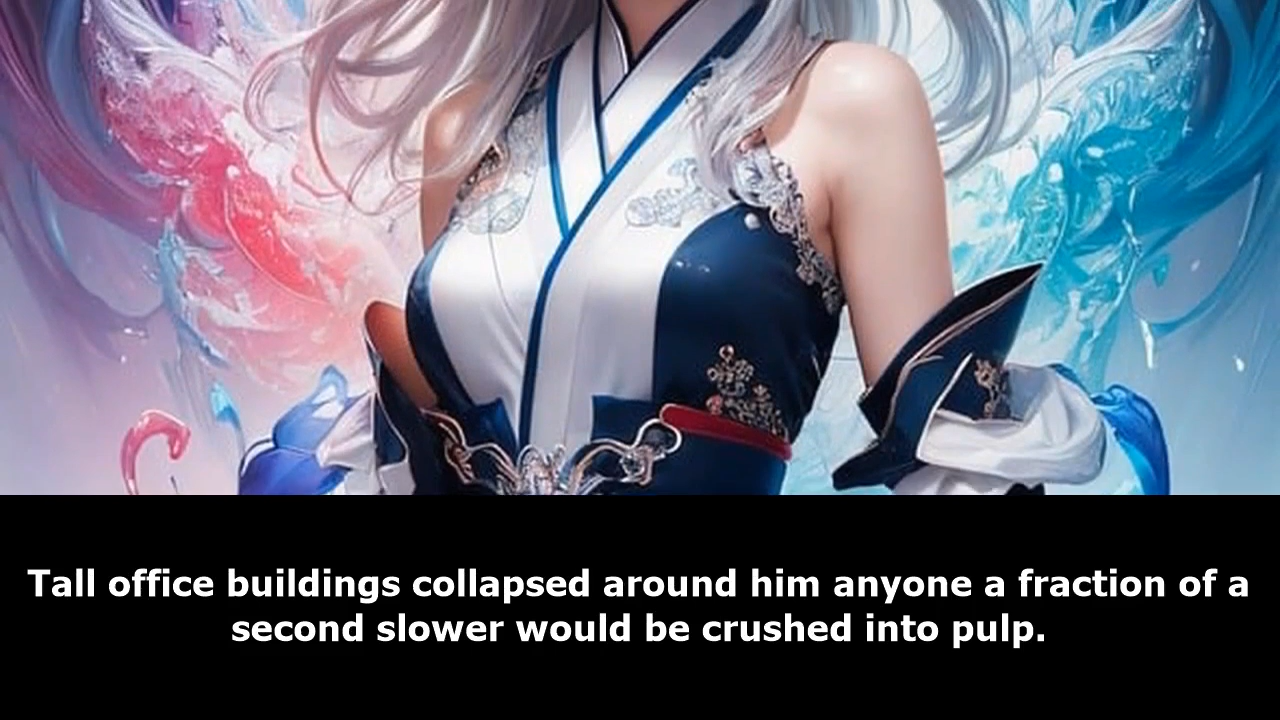 Tall office buildings collapsed around him anyone a fraction of a
second slower would be crushed into pulp.